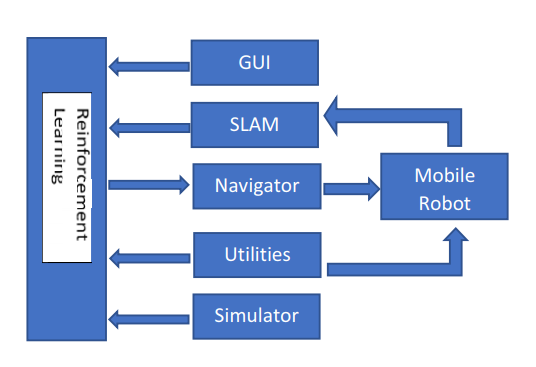 Reinforcement
Learning
GUI
SLAM
Navigator
Mobile
Robot
Utilities
Simulator